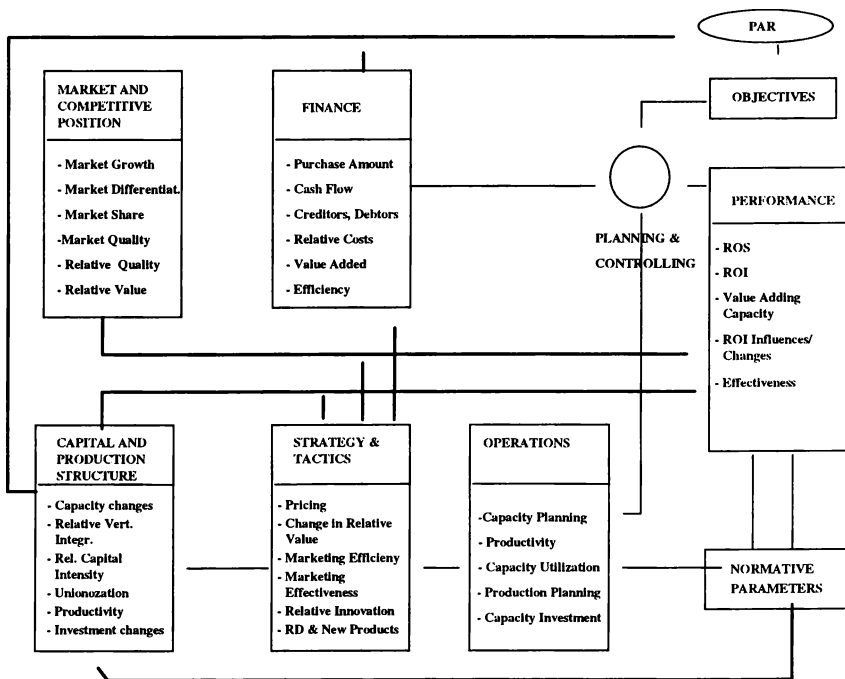 PAR
MARKET AND
COMPETITIVE
POSITION
- Market Growth
- Market Differentiat.
- Market Share
-Market Quality
- Relative Quality
- Relative Value
FINANCE
- Purchase Amount
- Cash Flow
- Creditors, Debtors
- Relative Costs
- Value Added
- Efficiency
OBJECTIVES
PLANNING &
CONTROLLING
PERFORMANCE
- ROS
- ROI
- Value Adding
Capacity
- ROI Influences/
Changes
- Effectiveness
CAPITAL AND
PRODUCTION
STRUCTURE
- Capacity changes
- Relative Vert.
Integr.
- Rel. Capital
Intensity
- Unionozation
- Productivity
- Investment changes
STRATEGY &
TACTICS
- Pricing
- Change in Relative
Value
- Marketing Efficieny
- Marketing
Effectiveness
- Relative Innovation
- RD & New Products
OPERATIONS
-Capacity Planning
- Productivity
- Capacity Utilization
- Production Planning
- Capacity Investment
NORMATIVE
PARAMETERS